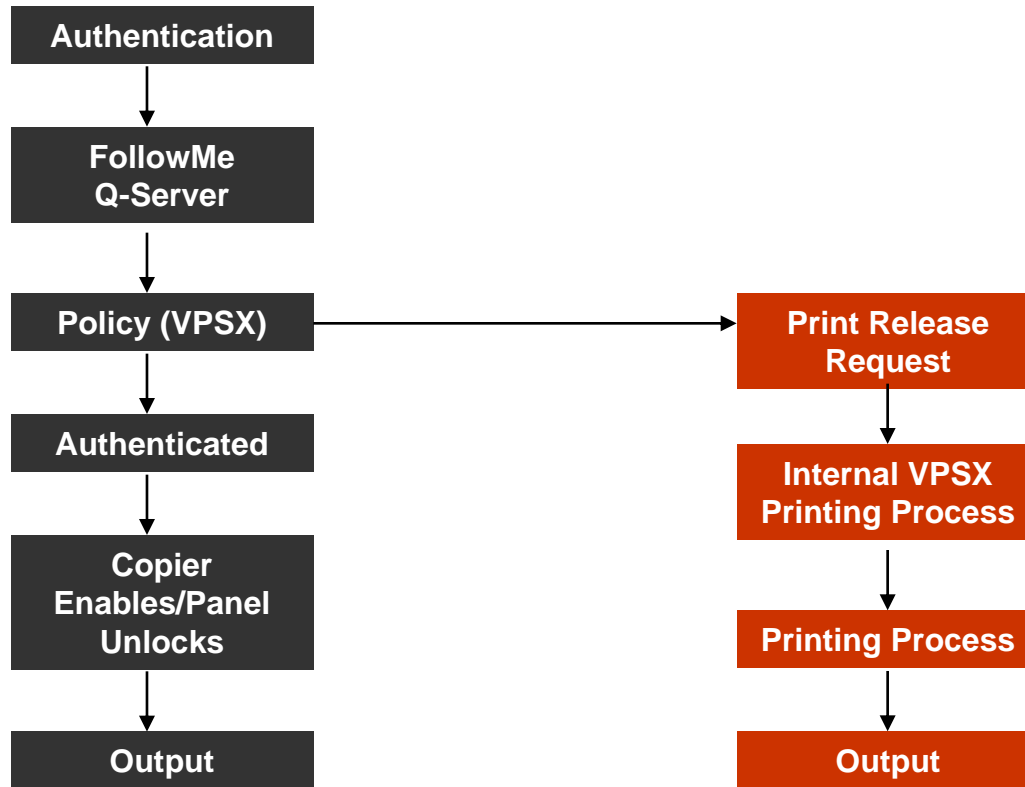 Authentication
FollowMe
Q-Server
Policy (VPSX)
Authenticated
Copier
Enables/Panel
Unlocks
Output
Print Release
Request
Internal VPSX
Printing Process
Printing Process
Output